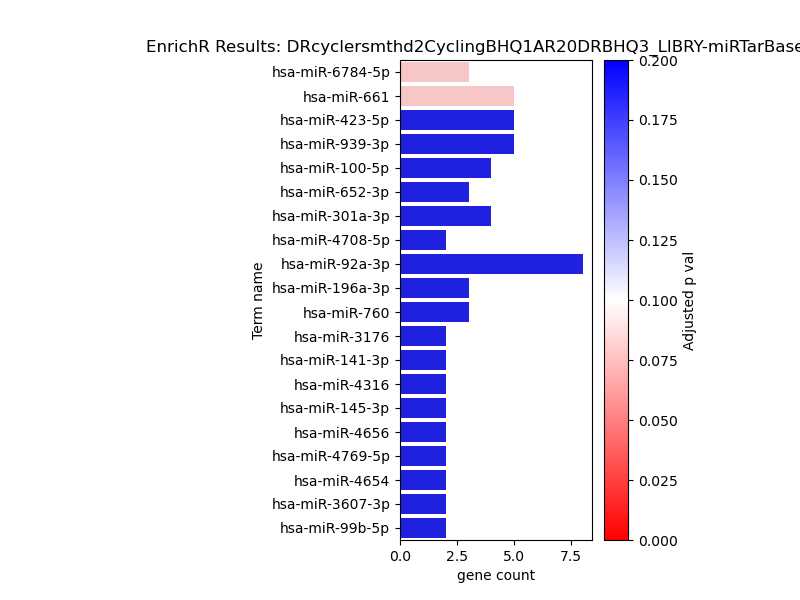 EnrichR Results: DRcyclersmthd2CyclingBHQ1AR20DRBHQ3_LIBRY-miRTarBase
hsa-miR-6784-5p
hsa-miR-661
hsa-miR-423-5p
hsa-miR-939-3p
hsa-miR-100-5p
hsa-miR-652-3p
hsa-miR-301a-3p
hsa-miR-4708-5p
hsa-miR-92a-3p
hsa-miR-196a-3p
hsa-miR-760
hsa-miR-3176
hsa-miR-141-3p
hsa-miR-4316
hsa-miR-145-3p
hsa-miR-4656
hsa-miR-4769-5p
hsa-miR-4654
hsa-miR-3607-3p
hsa-miR-99b-5p
Term name
0.0 2.5 5.0 7.5
gene count
0.200
0.175
0.150
0.125
0.100
0.075
0.050
0.025
0.000
Adjusted p val